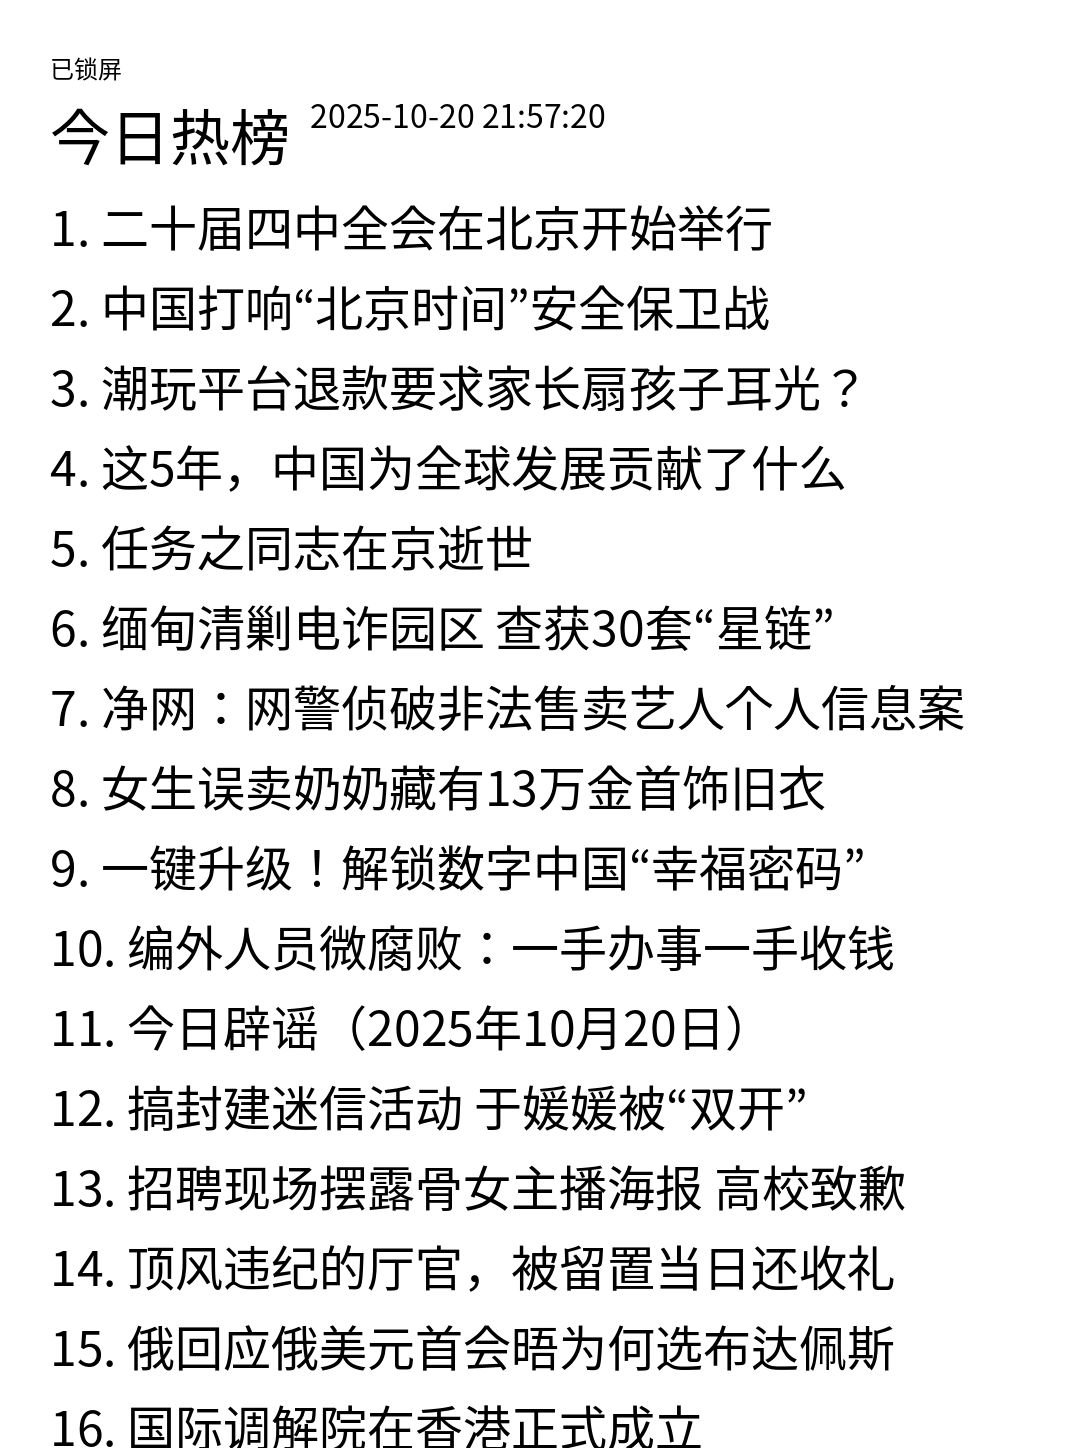 已锁屏
今日热榜 2025-10-20 21:57:20
1. 二十届四中全会在北京开始举行
2. 中国打响“北京时间”安全保卫战
3. 潮玩平台退款要求家长扇孩子耳光？
4. 这5年，中国为全球发展贡献了什么
5. 任务之同志在京逝世
6. 缅甸清剿电诈园区 查获30套“星链”
7. 净网：网警侦破非法售卖艺人个人信息案
8. 女生误卖奶奶藏有13万金首饰旧衣
9. 一键升级！解锁数字中国“幸福密码”
10. 编外人员微腐败：一手办事一手收钱
11. 今日辟谣（2025年10月20日）
12. 搞封建迷信活动 于媛媛被“双开”
13. 招聘现场摆露骨女主播海报 高校致歉
14. 顶风违纪的厅官，被留置当日还收礼
15. 俄回应俄美元首会晤为何选布达佩斯
16. 国际调解院在香港正式成立